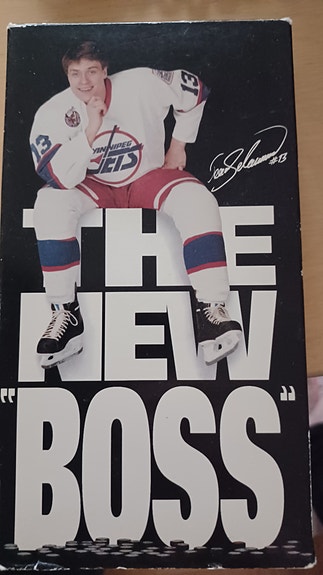 13
13
WINNIPEG
JETS
#13
THE
NEW
"BOSS"